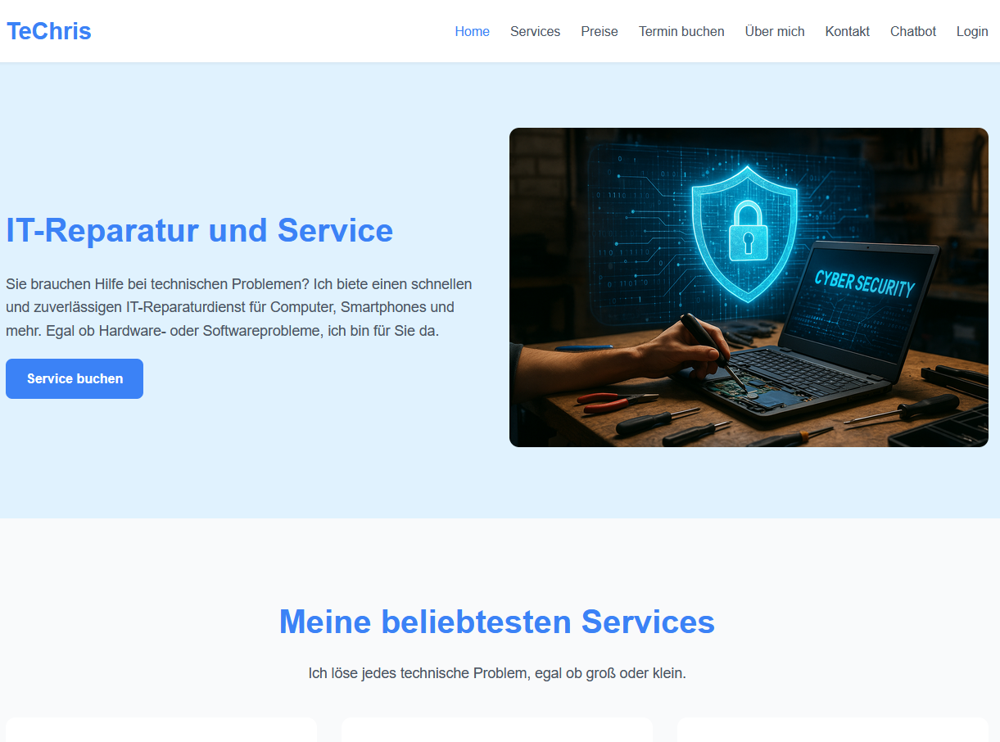 TeChris
Home Services Preise Termin buchen Über mich Kontakt Chatbot Login
IT-Reparatur und Service
Sie brauchen Hilfe bei technischen Problemen? Ich biete einen schnellen
und zuverlässigen IT-Reparaturdienst für Computer, Smartphones und
mehr. Egal ob Hardware- oder Softwareprobleme, ich bin für Sie da.
Service buchen
CYBER SECURITY
Meine beliebtesten Services
Ich löse jedes technische Problem, egal ob groß oder klein.